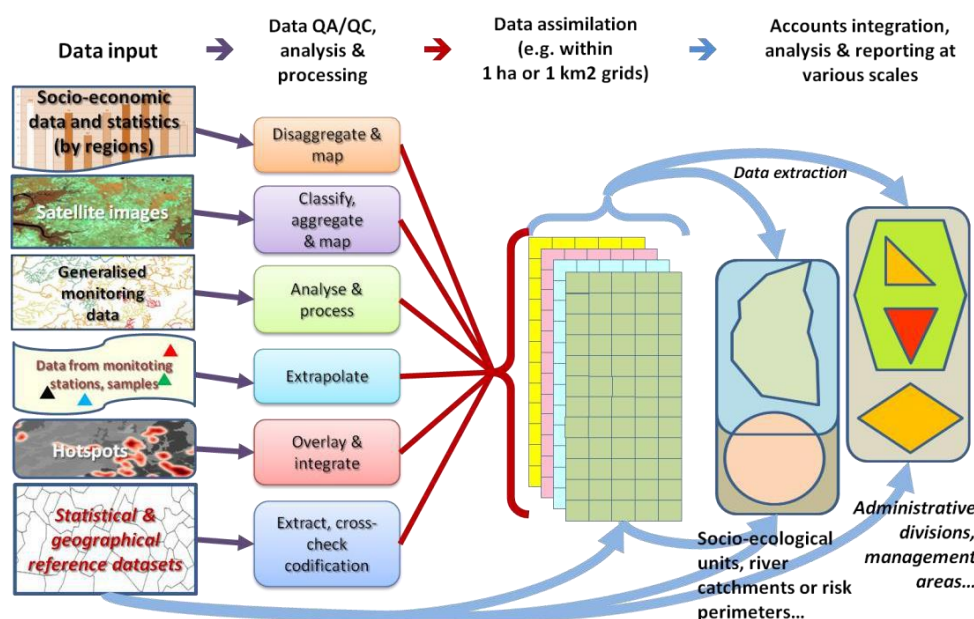 Data input
Data QA/QC,
analysis &
processing
Data assimilation
(e.g. within
1 ha or 1 km2 grids)
Accounts integration,
analysis & reporting at
various scales
Socio-economic
data and statistics
(by regions)
Disaggregate &
map
Satellite images
Classify,
aggregate
& map
Generalised
monitoring
data
Analyse &
process
Data from monitoting
stations, samples
Extrapolate
Hotspots
Overlay &
integrate
Statistical &
geographical
reference datasets
Extract, cross-
check
codification
Data extraction
Socio-ecological
units, river
catchments or risk
perimeters...
Administrative
divisions,
management
areas...